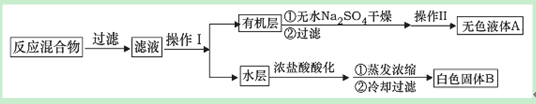 反应混合物 过滤 滤液 操作Ⅰ
有机层 ①无水Na₂SO₄干燥 ②过滤 操作II 无色液体A
水层 浓盐酸酸化 ①蒸发浓缩 ②冷却过滤 白色固体B